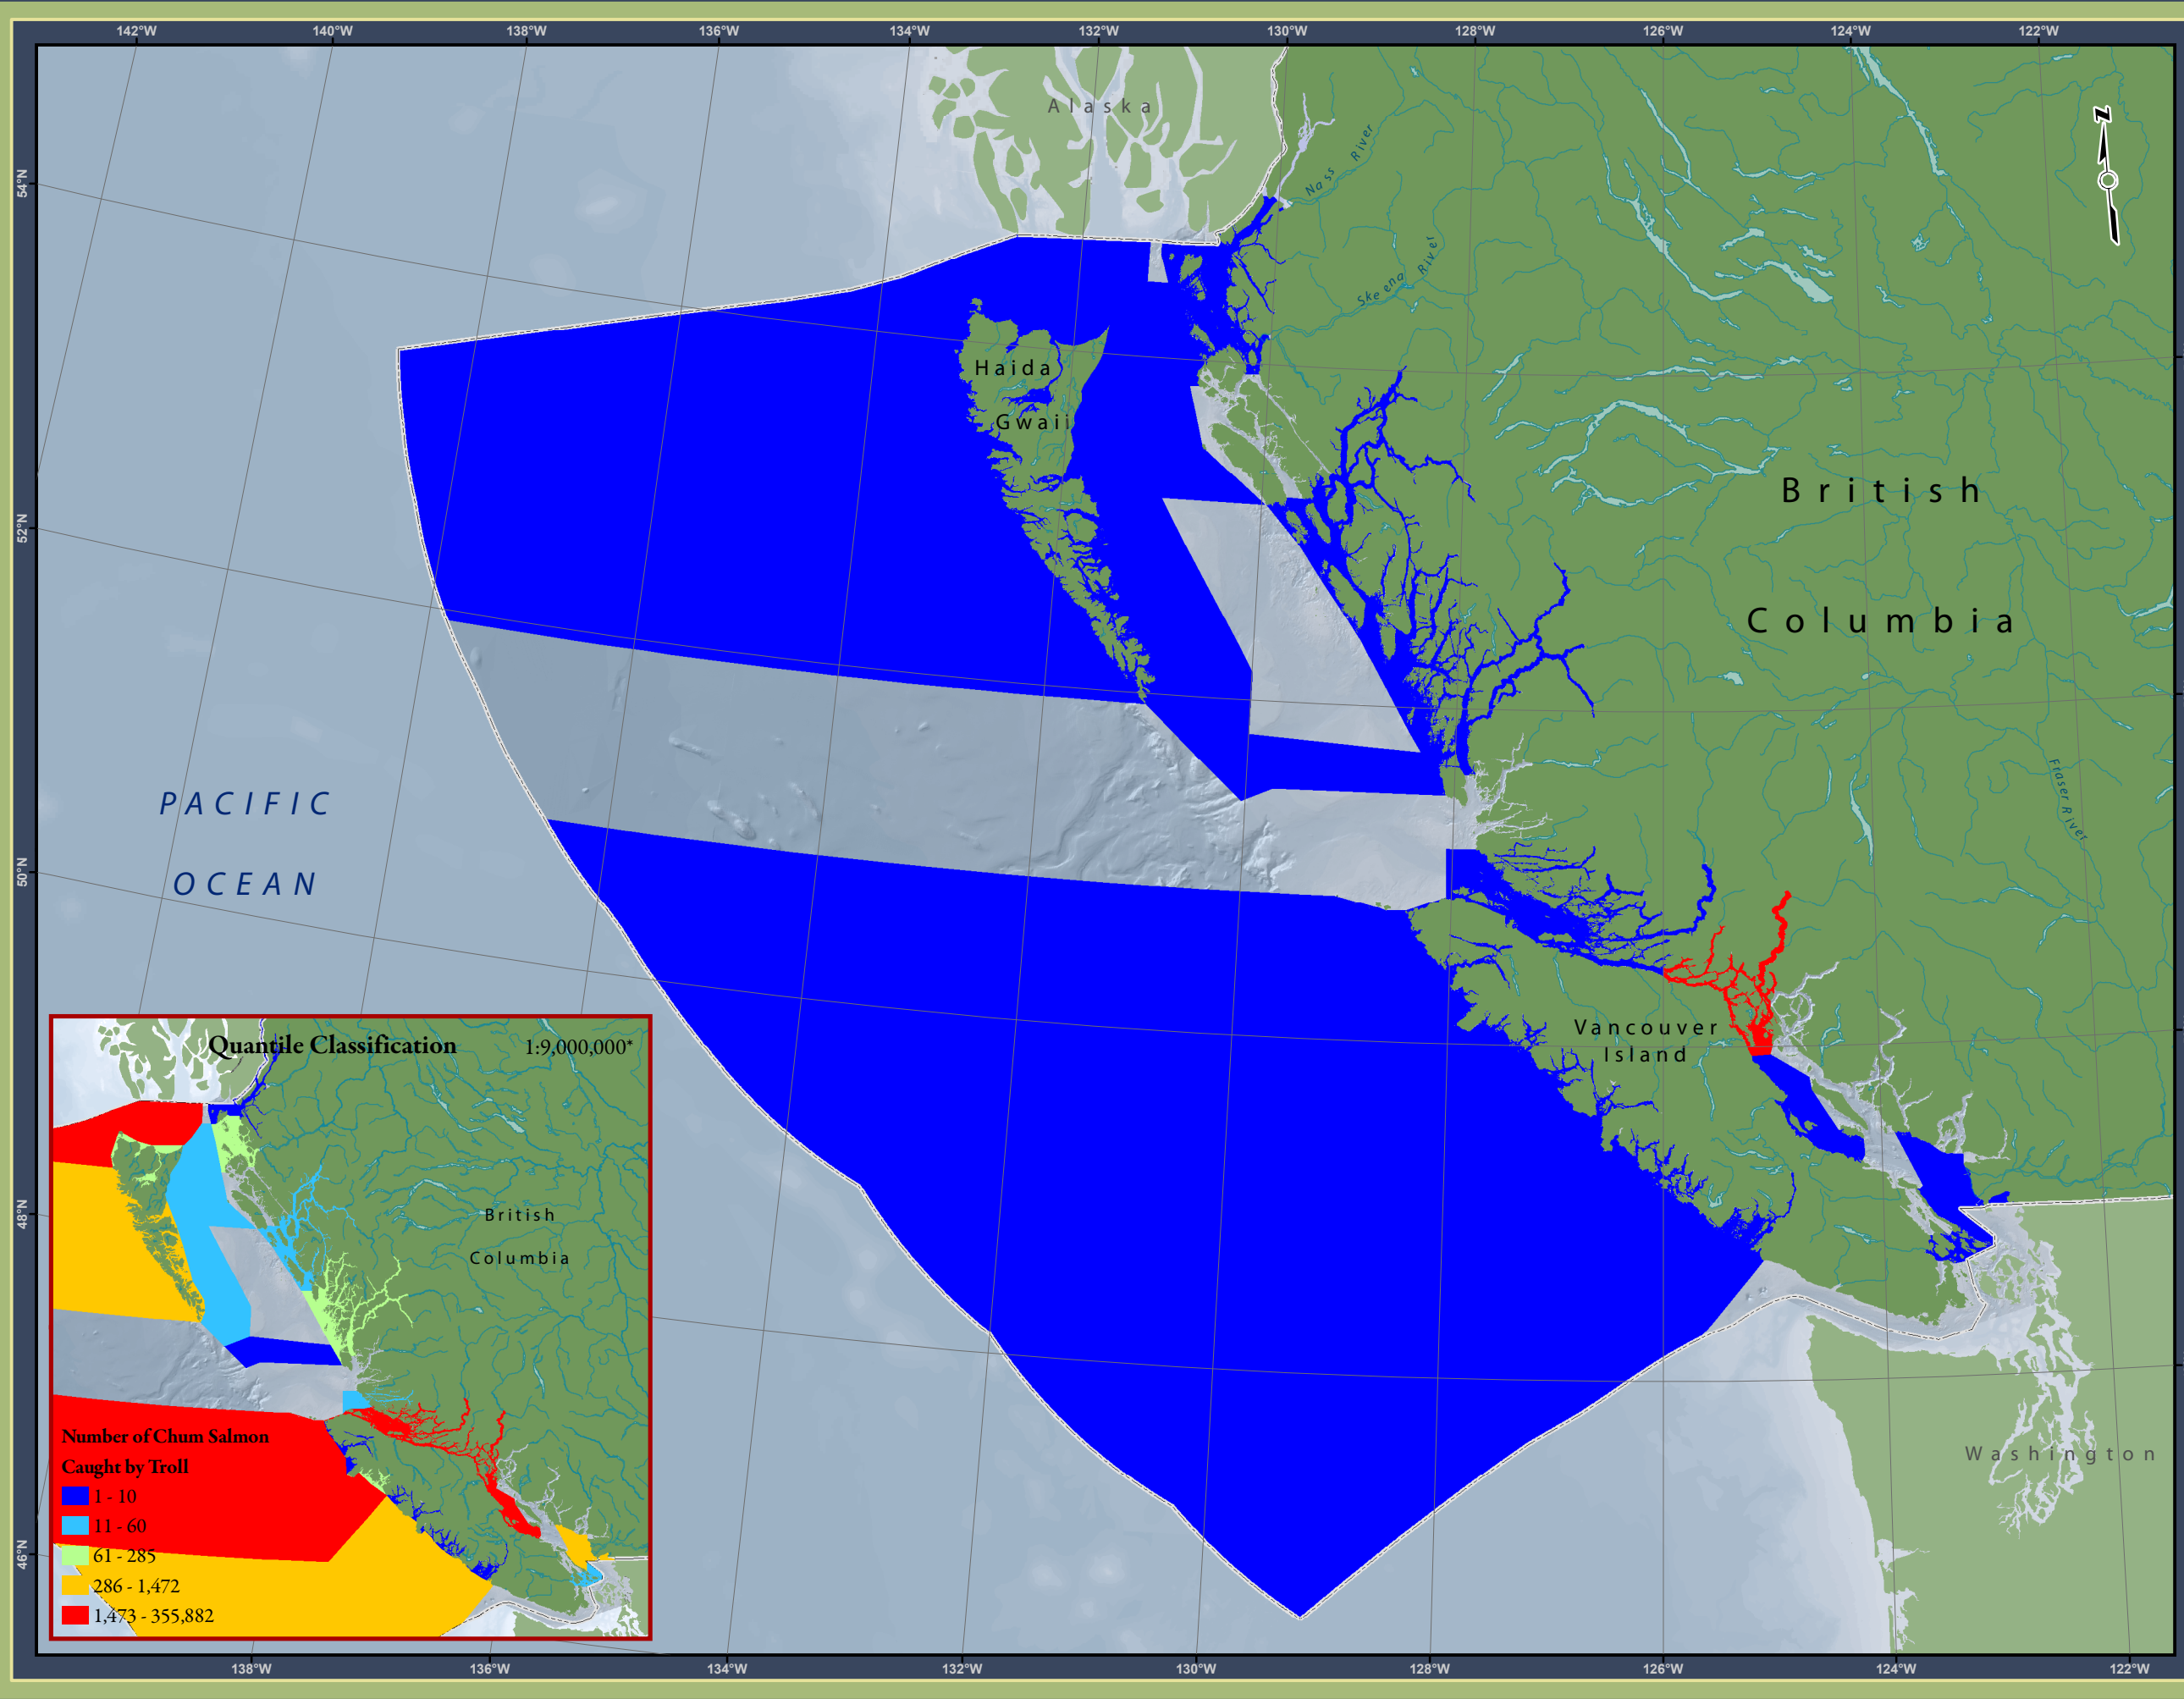 142°W 140°W 138°W 136°W 134°W 132°W 130°W 128°W 126°W 124°W 122°W
Alaska
N
Nass River
54°N
Skeena River
Haida
Gwaii
British
52°N
Columbia
PACIFIC
Fraser River
50°N
OCEAN
Vancouver
Island
Quantile Classification 1:9,000,000*
48°N
British
Columbia
Number of Chum Salmon
Caught by Troll
1 - 10
11 - 60
61 - 285
286 - 1,472
1,473 - 355,882
Washington
46°N
138°W 136°W 134°W 132°W 130°W 128°W 126°W 124°W 122°W